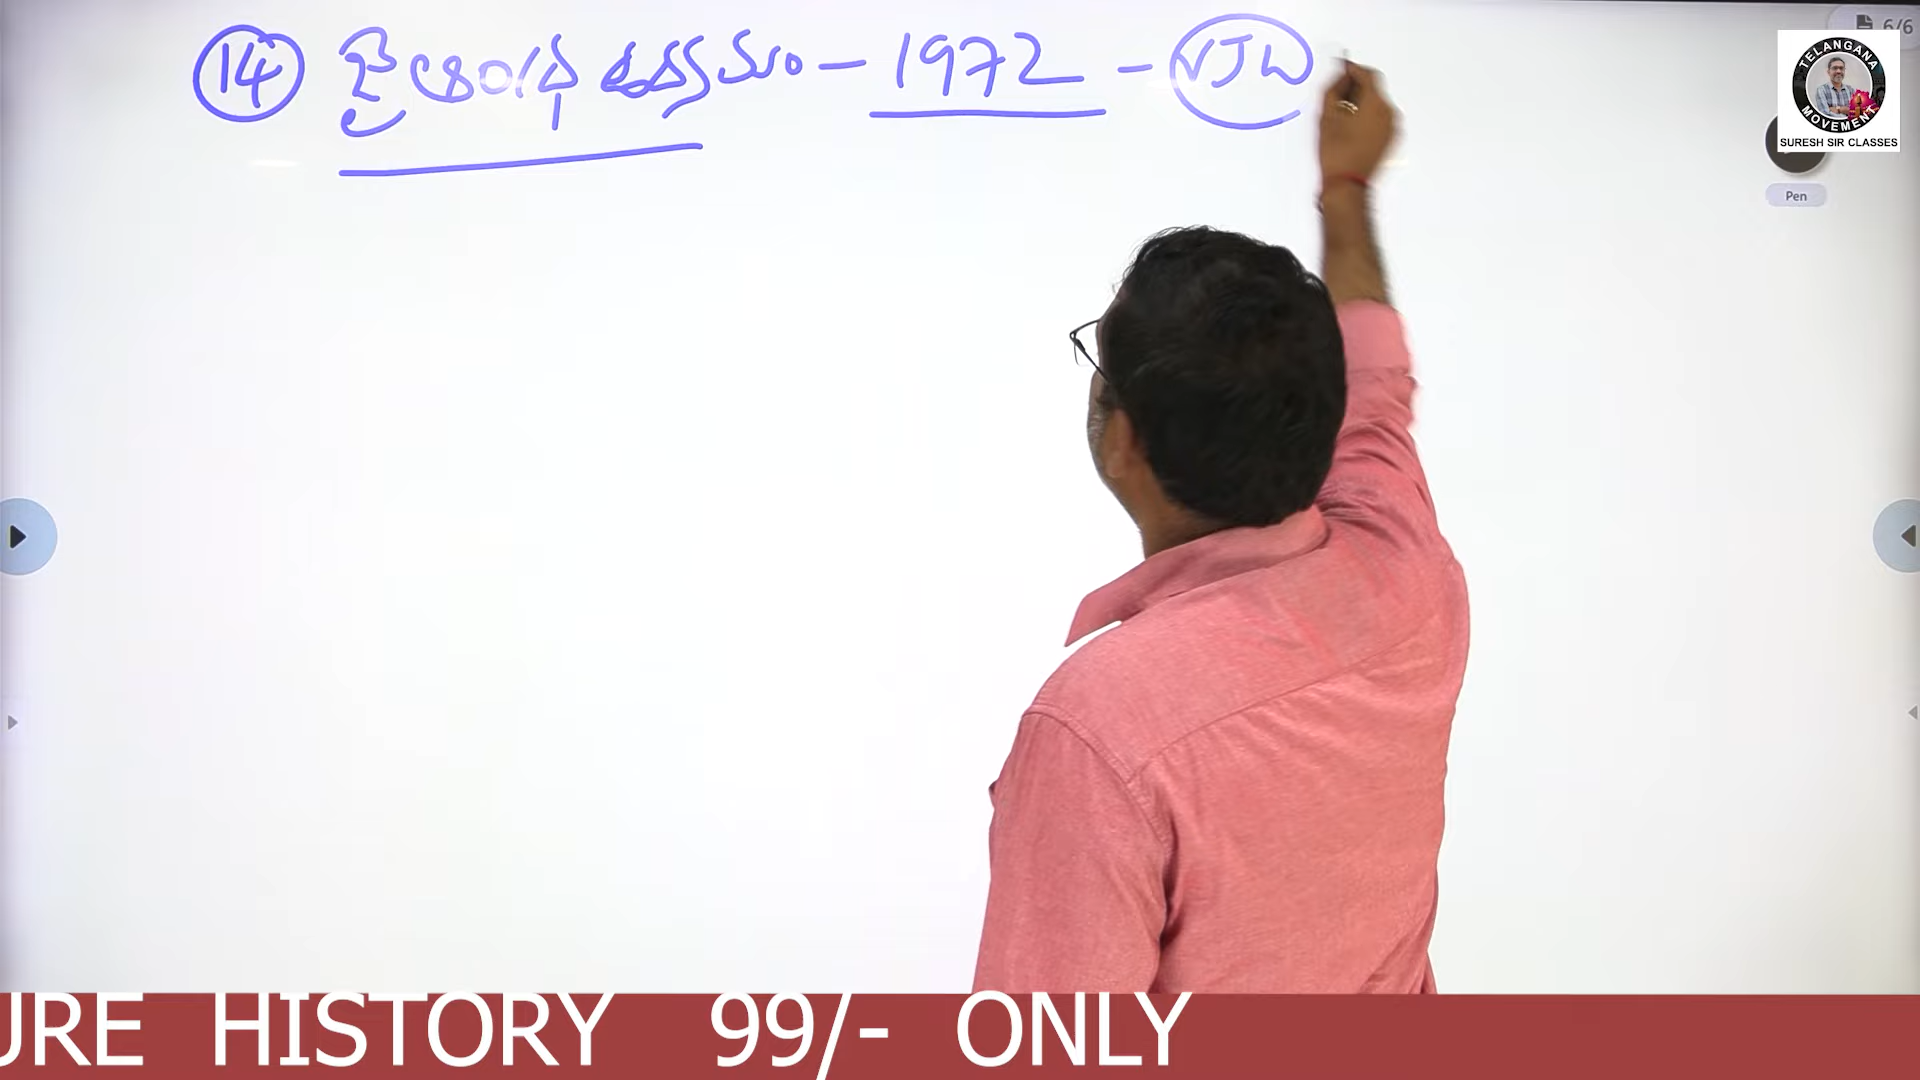 14 జై ఆంధ్ర ఉద్యమం - 1972 - VJW
6/6
TELANGANA
MOVEMENT
SURESH SIR CLASSES
Pen
URE HISTORY 99/- ONLY